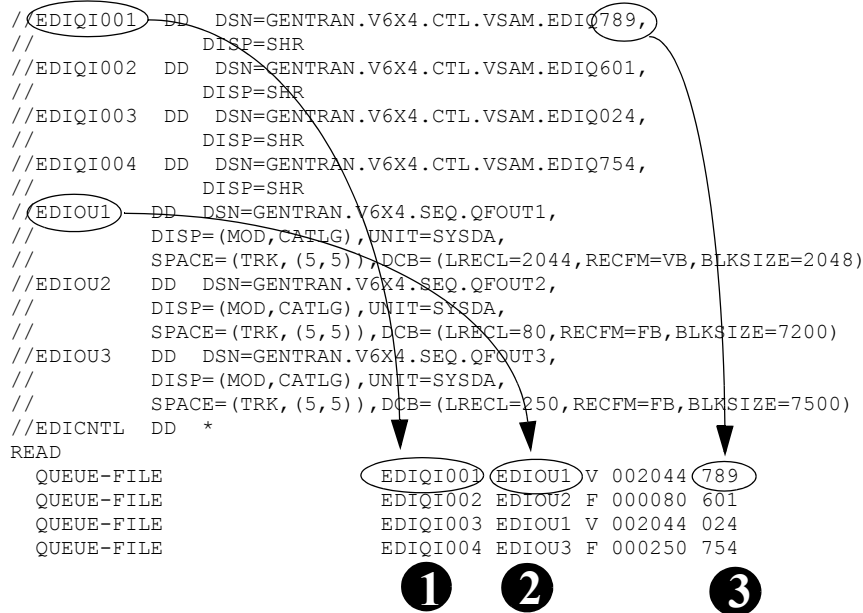 //EDIQI001  DD  DSN=GENTRAN.V6X4.CTL.VSAM.EDIQ789,
//              DISP=SHR
//EDIQI002  DD  DSN=GENTRAN.V6X4.CTL.VSAM.EDIQ601,
//              DISP=SHR
//EDIQI003  DD  DSN=GENTRAN.V6X4.CTL.VSAM.EDIQ024,
//              DISP=SHR
//EDIQI004  DD  DSN=GENTRAN.V6X4.CTL.VSAM.EDIQ754,
//              DISP=SHR
//EDIOU1   DD  DSN=GENTRAN.V6X4.SEQ.QFOUT1,
//         DISP=(MOD,CATLG),UNIT=SYSDA,
//         SPACE=(TRK,(5,5)),DCB=(LRECL=2044,RECFM=VB,BLKSIZE=2048)
//EDIOU2   DD  DSN=GENTRAN.V6X4.SEQ.QFOUT2,
//         DISP=(MOD,CATLG),UNIT=SYSDA,
//         SPACE=(TRK,(5,5)),DCB=(LRECL=80,RECFM=FB,BLKSIZE=7200)
//EDIOU3   DD  DSN=GENTRAN.V6X4.SEQ.QFOUT3,
//         DISP=(MOD,CATLG),UNIT=SYSDA,
//         SPACE=(TRK,(5,5)),DCB=(LRECL=250,RECFM=FB,BLKSIZE=7500)
//EDICNTL  DD  *
READ
  QUEUE-FILE                EDIQI001 EDIOU1 V 002044 789
  QUEUE-FILE                EDIQI002 EDIOU2 F 000080 601
  QUEUE-FILE                EDIQI003 EDIOU1 V 002044 024
  QUEUE-FILE                EDIQI004 EDIOU3 F 000250 754
1 2 3